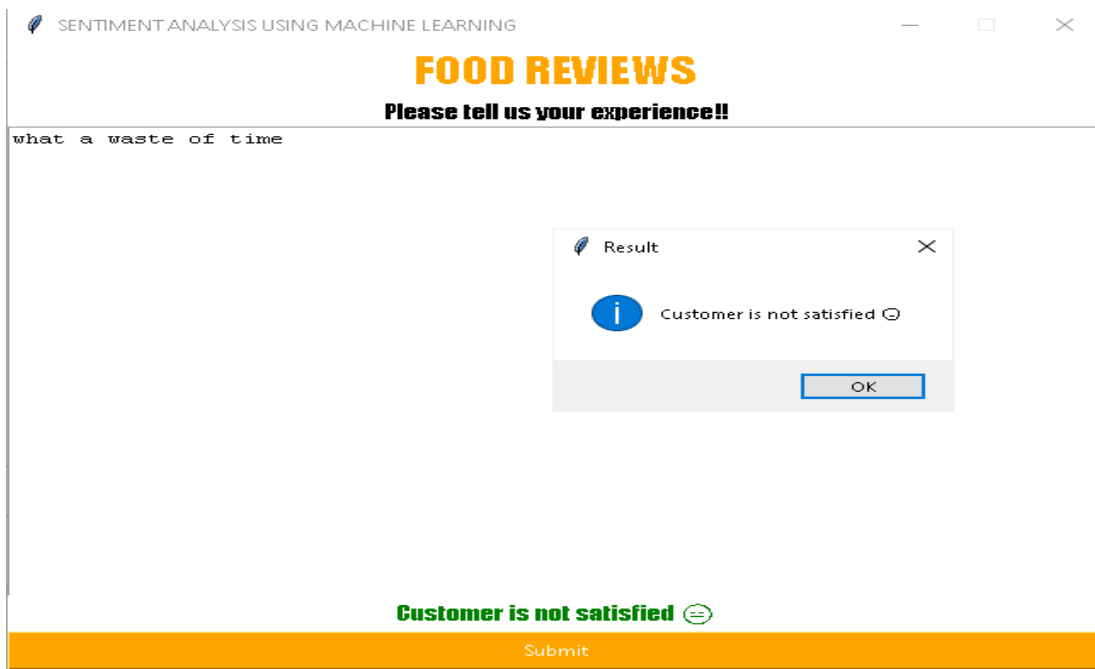 SENTIMENT ANALYSIS USING MACHINE LEARNING
FOOD REVIEWS
Please tell us your experience!!
what a waste of time
Result
Customer is not satisfied 😐
OK
Customer is not satisfied 😑
Submit